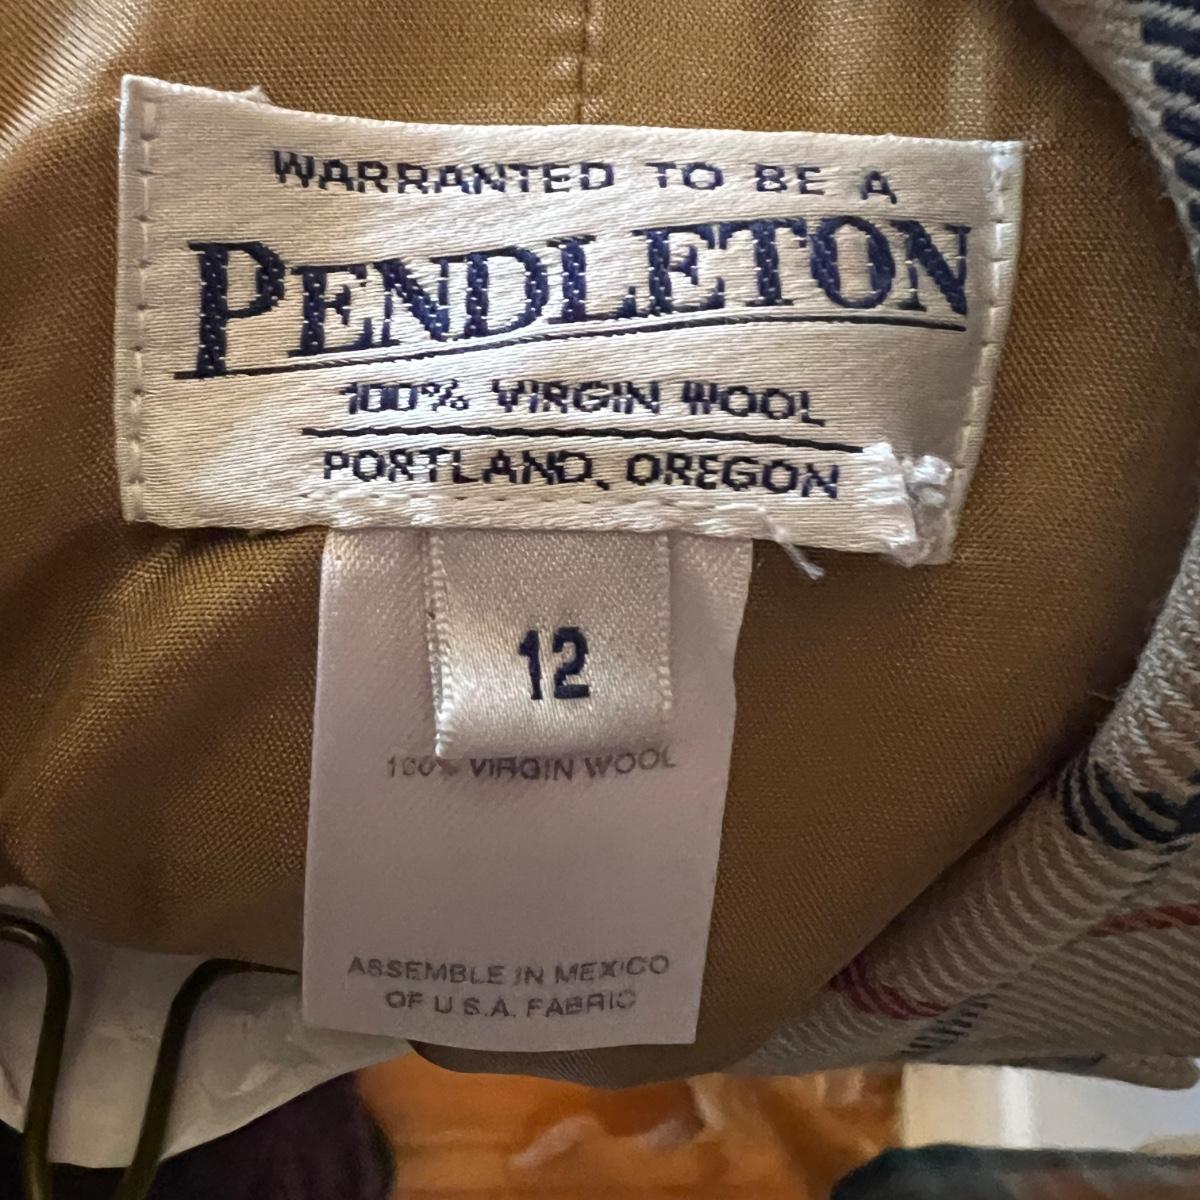 WARRANTED TO BE A
PENDLETON
100% VIRGIN WOOL
PORTLAND, OREGON
12
100% VIRGIN WOOL
ASSEMBLE IN MEXICO
OF U.S.A. FABRIC